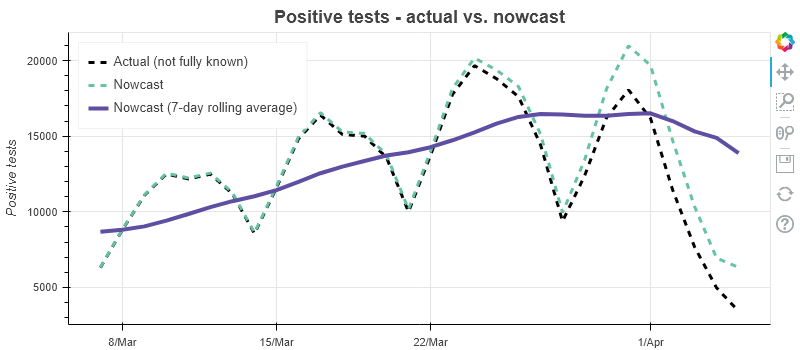 Positive tests - actual vs. nowcast
Actual (not fully known)
Nowcast
Nowcast (7-day rolling average)
Positive tests
20000
15000
10000
5000
8/Mar
15/Mar
22/Mar
1/Apr